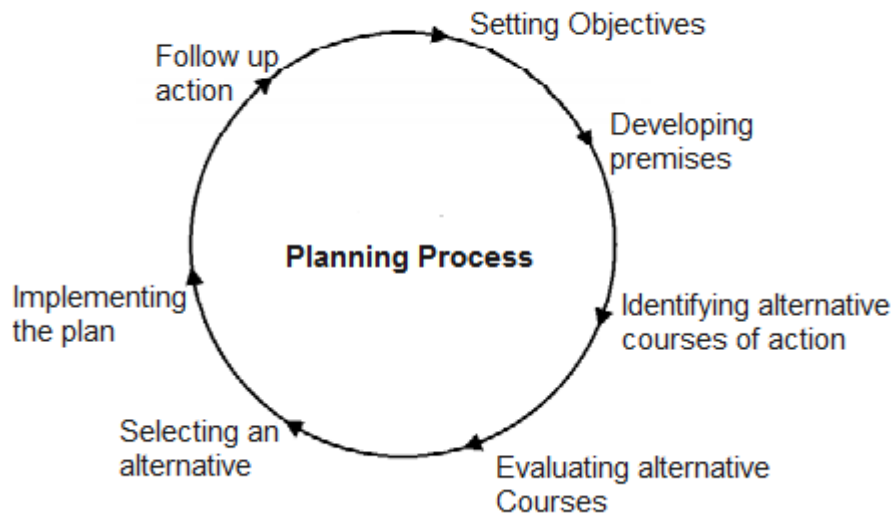 Setting Objectives
Developing
premises
Identifying alternative
courses of action
Evaluating alternative
Courses
Selecting an
alternative
Implementing
the plan
Follow up
action
Planning Process